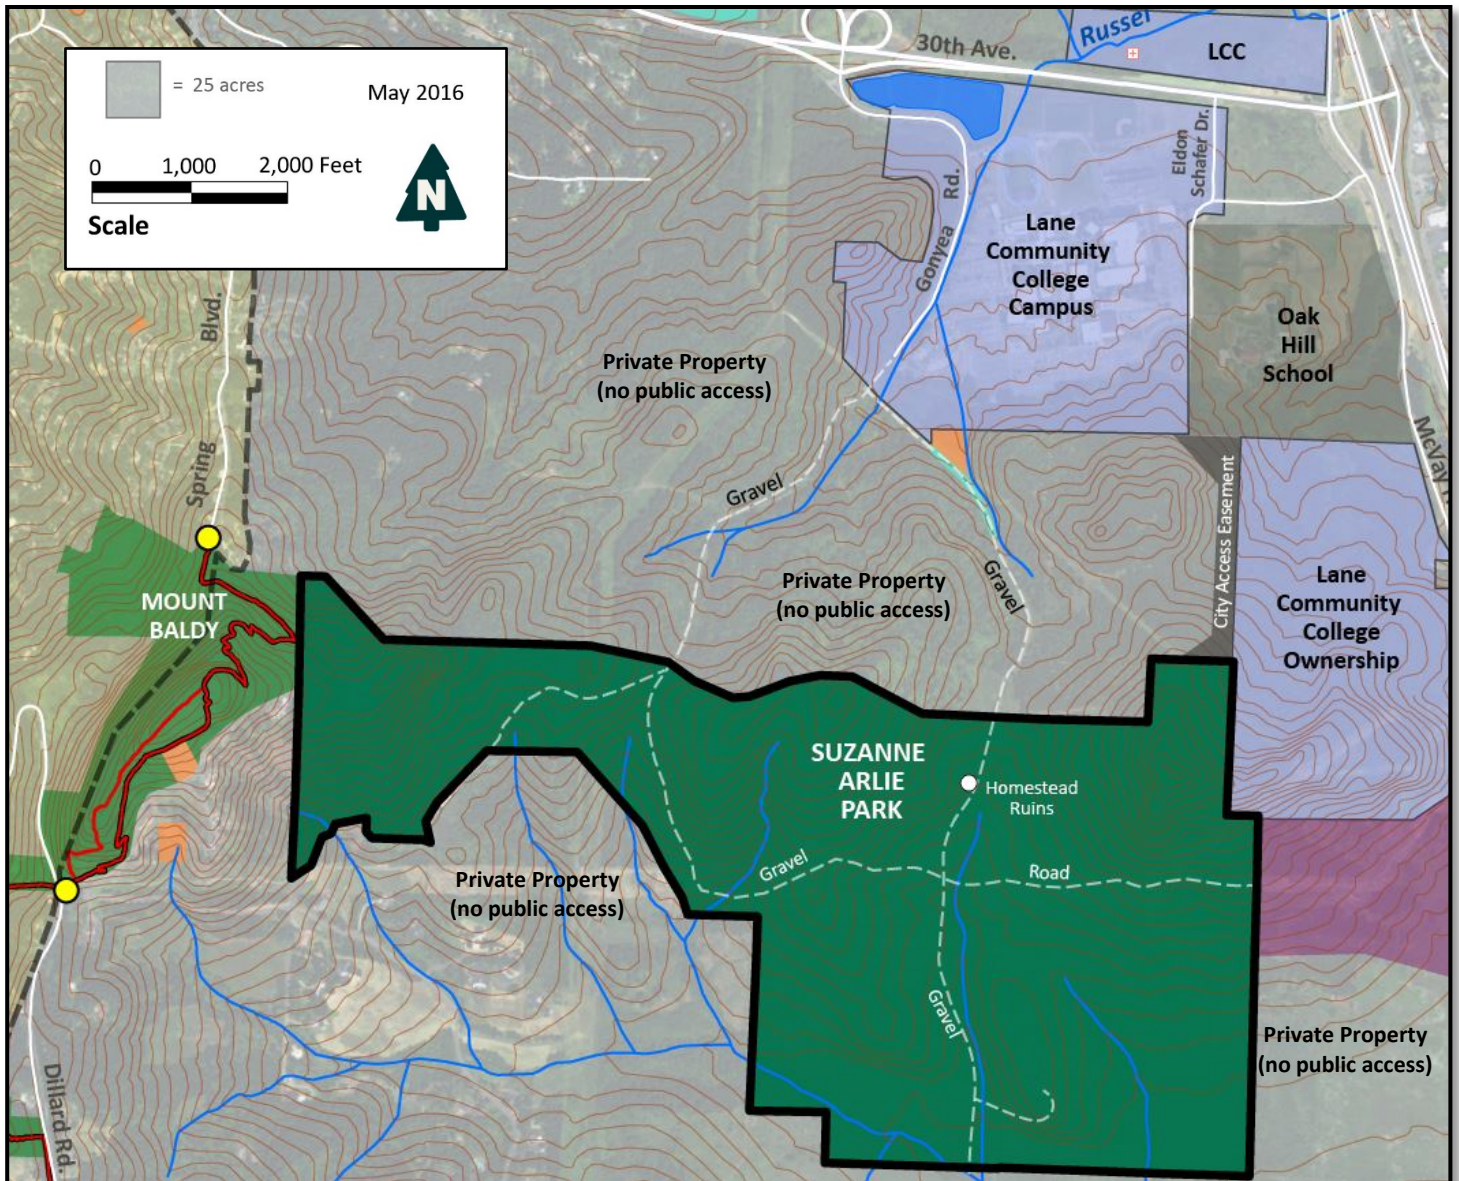 = 25 acres
May 2016
0 1,000 2,000 Feet
Scale
N
30th Ave.
Russel
LCC
Eldon
Schafer Dr.
Gonyea Rd.
Lane
Community
College
Campus
Oak
Hill
School
Spring Blvd.
Private Property
(no public access)
McVay
Gravel
City Access Easement
Private Property
(no public access)
Gravel
Lane
Community
College
Ownership
MOUNT
BALDY
SUZANNE
ARLIE
PARK
Homestead
Ruins
Gravel Road
Private Property
(no public access)
Gravel
Private Property
(no public access)
Dillard Rd.